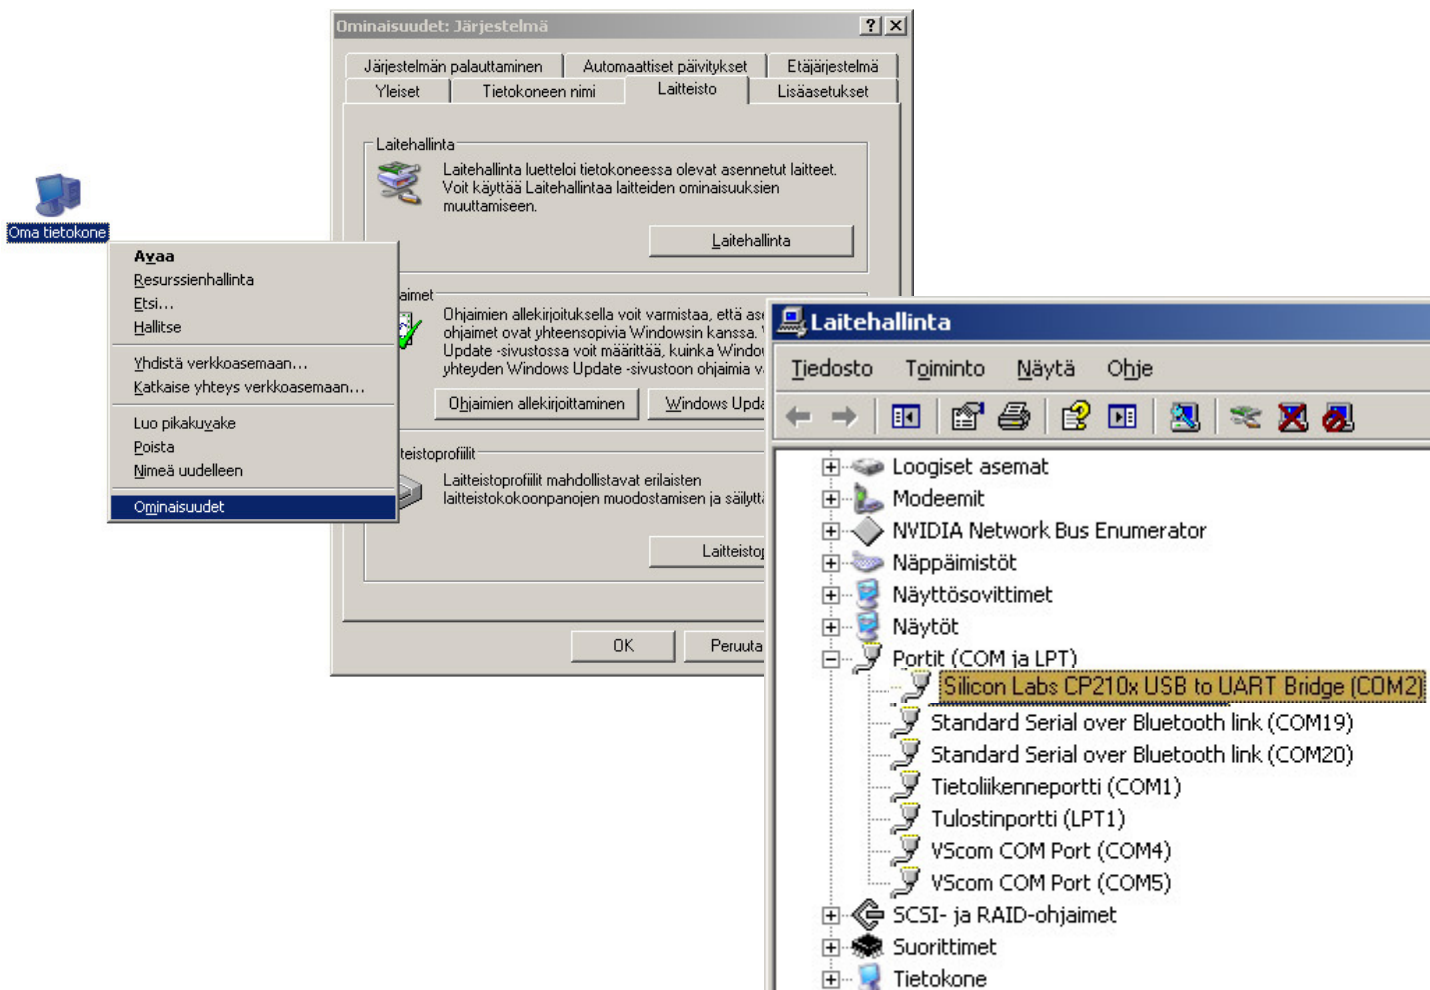 Ominaisuudet: Järjestelmä
Järjestelmän palauttaminen
Automaattiset päivitykset
Etäjärjestelmä
Yleiset
Tietokoneen nimi
Laitteisto
Lisäasetukset
Laitehallinta
Laitehallinta luetteloi tietokoneessa olevat asennetut laitteet.
Voit käyttää Laitehallintaa laitteiden ominaisuuksien
muuttamiseen.
Laitehallinta
Oma tietokone
Avaa
Resurssienhallinta
Etsi...
Hallitse
Yhdistä verkkoasemaan...
Katkaise yhteys verkkoasemaan...
Luo pikakuvake
Poista
Nimeä uudelleen
Ominaisuudet
aimet
Ohjaimien allekirjoituksella voit varmistaa, että ase
ohjaimet ovat yhteensopivia Windowsin kanssa.
Update -sivustossa voit määrittää, kuinka Windo
yhteyden Windows Update -sivustoon ohjaimia v
Ohjaimien allekirjoittaminen
Windows Upda
teistoprofiilit
Laitteistoprofiilit mahdollistavat erilaisten
laitteistokokoonpanojen muodostamisen ja säilyttä
Laitteistop
OK
Peruuta
Laitehallinta
Tiedosto Toiminto Näytä Ohje
Loogiset asemat
Modeemit
NVIDIA Network Bus Enumerator
Näppäimistöt
Näyttösovittimet
Näytöt
Portit (COM ja LPT)
Silicon Labs CP210x USB to UART Bridge (COM2)
Standard Serial over Bluetooth link (COM19)
Standard Serial over Bluetooth link (COM20)
Tietoliikenneportti (COM1)
Tulostinportti (LPT1)
VScom COM Port (COM4)
VScom COM Port (COM5)
SCSI- ja RAID-ohjaimet
Suorittimet
Tietokone